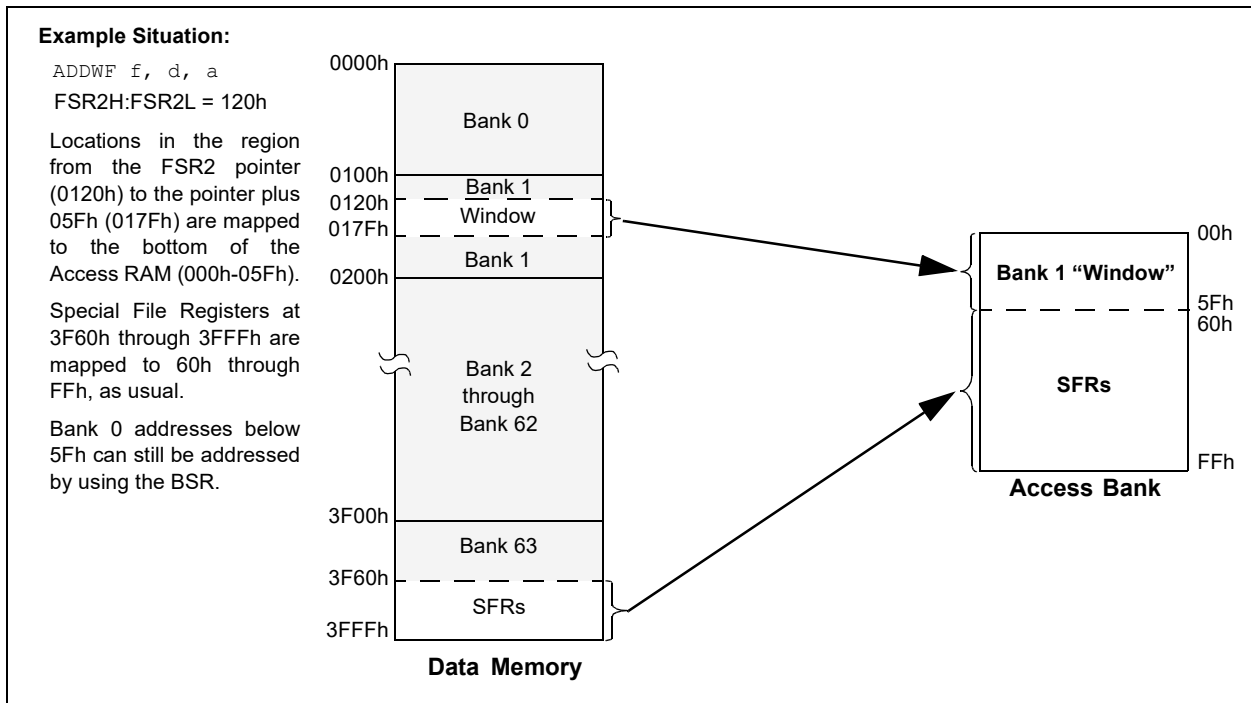 Example Situation:
ADDWF f, d, a
FSR2H:FSR2L = 120h
Locations in the region
from the FSR2 pointer
(0120h) to the pointer plus
05Fh (017Fh) are mapped
to the bottom of the
Access RAM (000h-05Fh).
Special File Registers at
3F60h through 3FFFh are
mapped to 60h through
FFh, as usual.
Bank 0 addresses below
5Fh can still be addressed
by using the BSR.
0000h
Bank 0
0100h
Bank 1
0120h
Window
017Fh
Bank 1
0200h
Bank 2
through
Bank 62
3F00h
Bank 63
3F60h
SFRs
3FFFh
Data Memory
00h
Bank 1 “Window”
5Fh
60h
SFRs
FFh
Access Bank